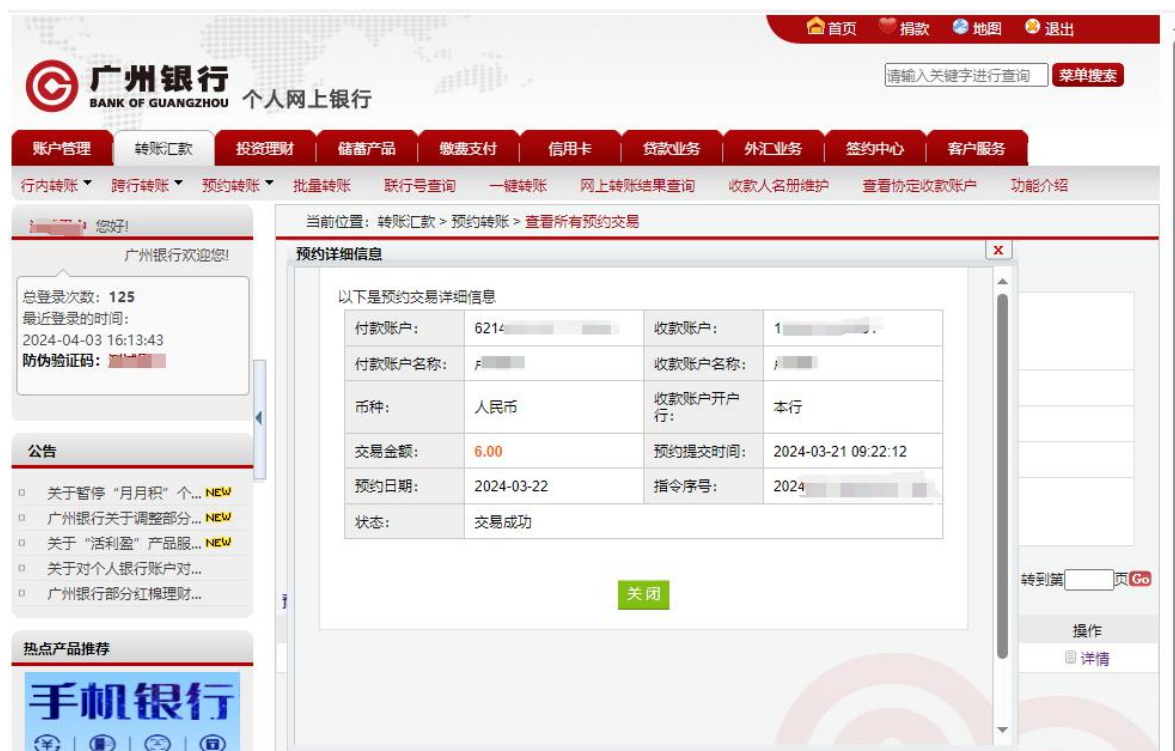 首页 捐款 地图 退出
广州银行
BANK OF GUANGZHOU
个人网上银行
请输入关键字进行查询 菜单搜索
账户管理 转账汇款 投资理财 储蓄产品 缴费支付 信用卡 贷款业务 外汇业务 签约中心 客户服务
行内转账 跨行转账 预约转账 批量转账 联行号查询 一键转账 网上转账结果查询 收款人名册维护 查看协定收款账户 功能介绍
您好!
广州银行欢迎您!
总登录次数: 125
最近登录的时间:
2024-04-03 16:13:43
防伪验证码:
公告
关于暂停“月月积”个... NEW
广州银行关于调整部分... NEW
关于“活利盈”产品服... NEW
关于对个人银行账户对...
广州银行部分红棉理财...
热点产品推荐
手机银行
当前位置: 转账汇款 > 预约转账 > 查看所有预约交易
预约详细信息 x
以下是预约交易详细信息
付款账户: 6214 收款账户: 1
付款账户名称: 收款账户名称:
币种: 人民币 收款账户开户行: 本行
交易金额: 6.00 预约提交时间: 2024-03-21 09:22:12
预约日期: 2024-03-22 指令序号: 2024
状态: 交易成功
关闭
转到第 页 Go
操作
详情